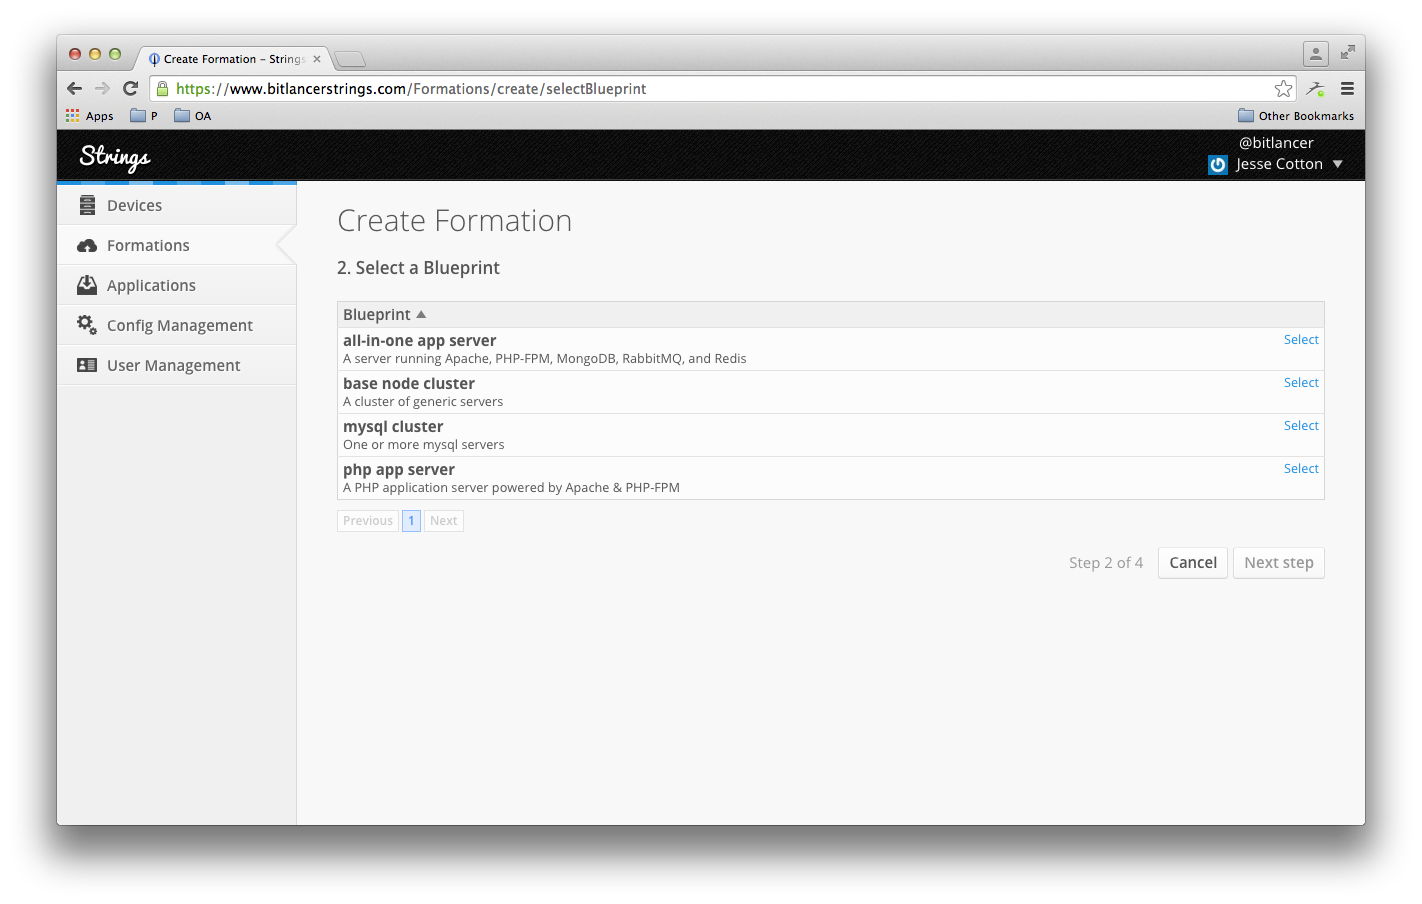 Create Formation – Strings
https://www.bitlancerstrings.com/Formations/create/selectBlueprint
Apps
P
OA
Other Bookmarks
Strings
@bitlancer
Jesse Cotton
Devices
Formations
Applications
Config Management
User Management
Create Formation
2. Select a Blueprint
Blueprint
all-in-one app server
Select
A server running Apache, PHP-FPM, MongoDB, RabbitMQ, and Redis
base node cluster
Select
A cluster of generic servers
mysql cluster
Select
One or more mysql servers
php app server
Select
A PHP application server powered by Apache & PHP-FPM
Previous 1 Next
Step 2 of 4 Cancel Next step